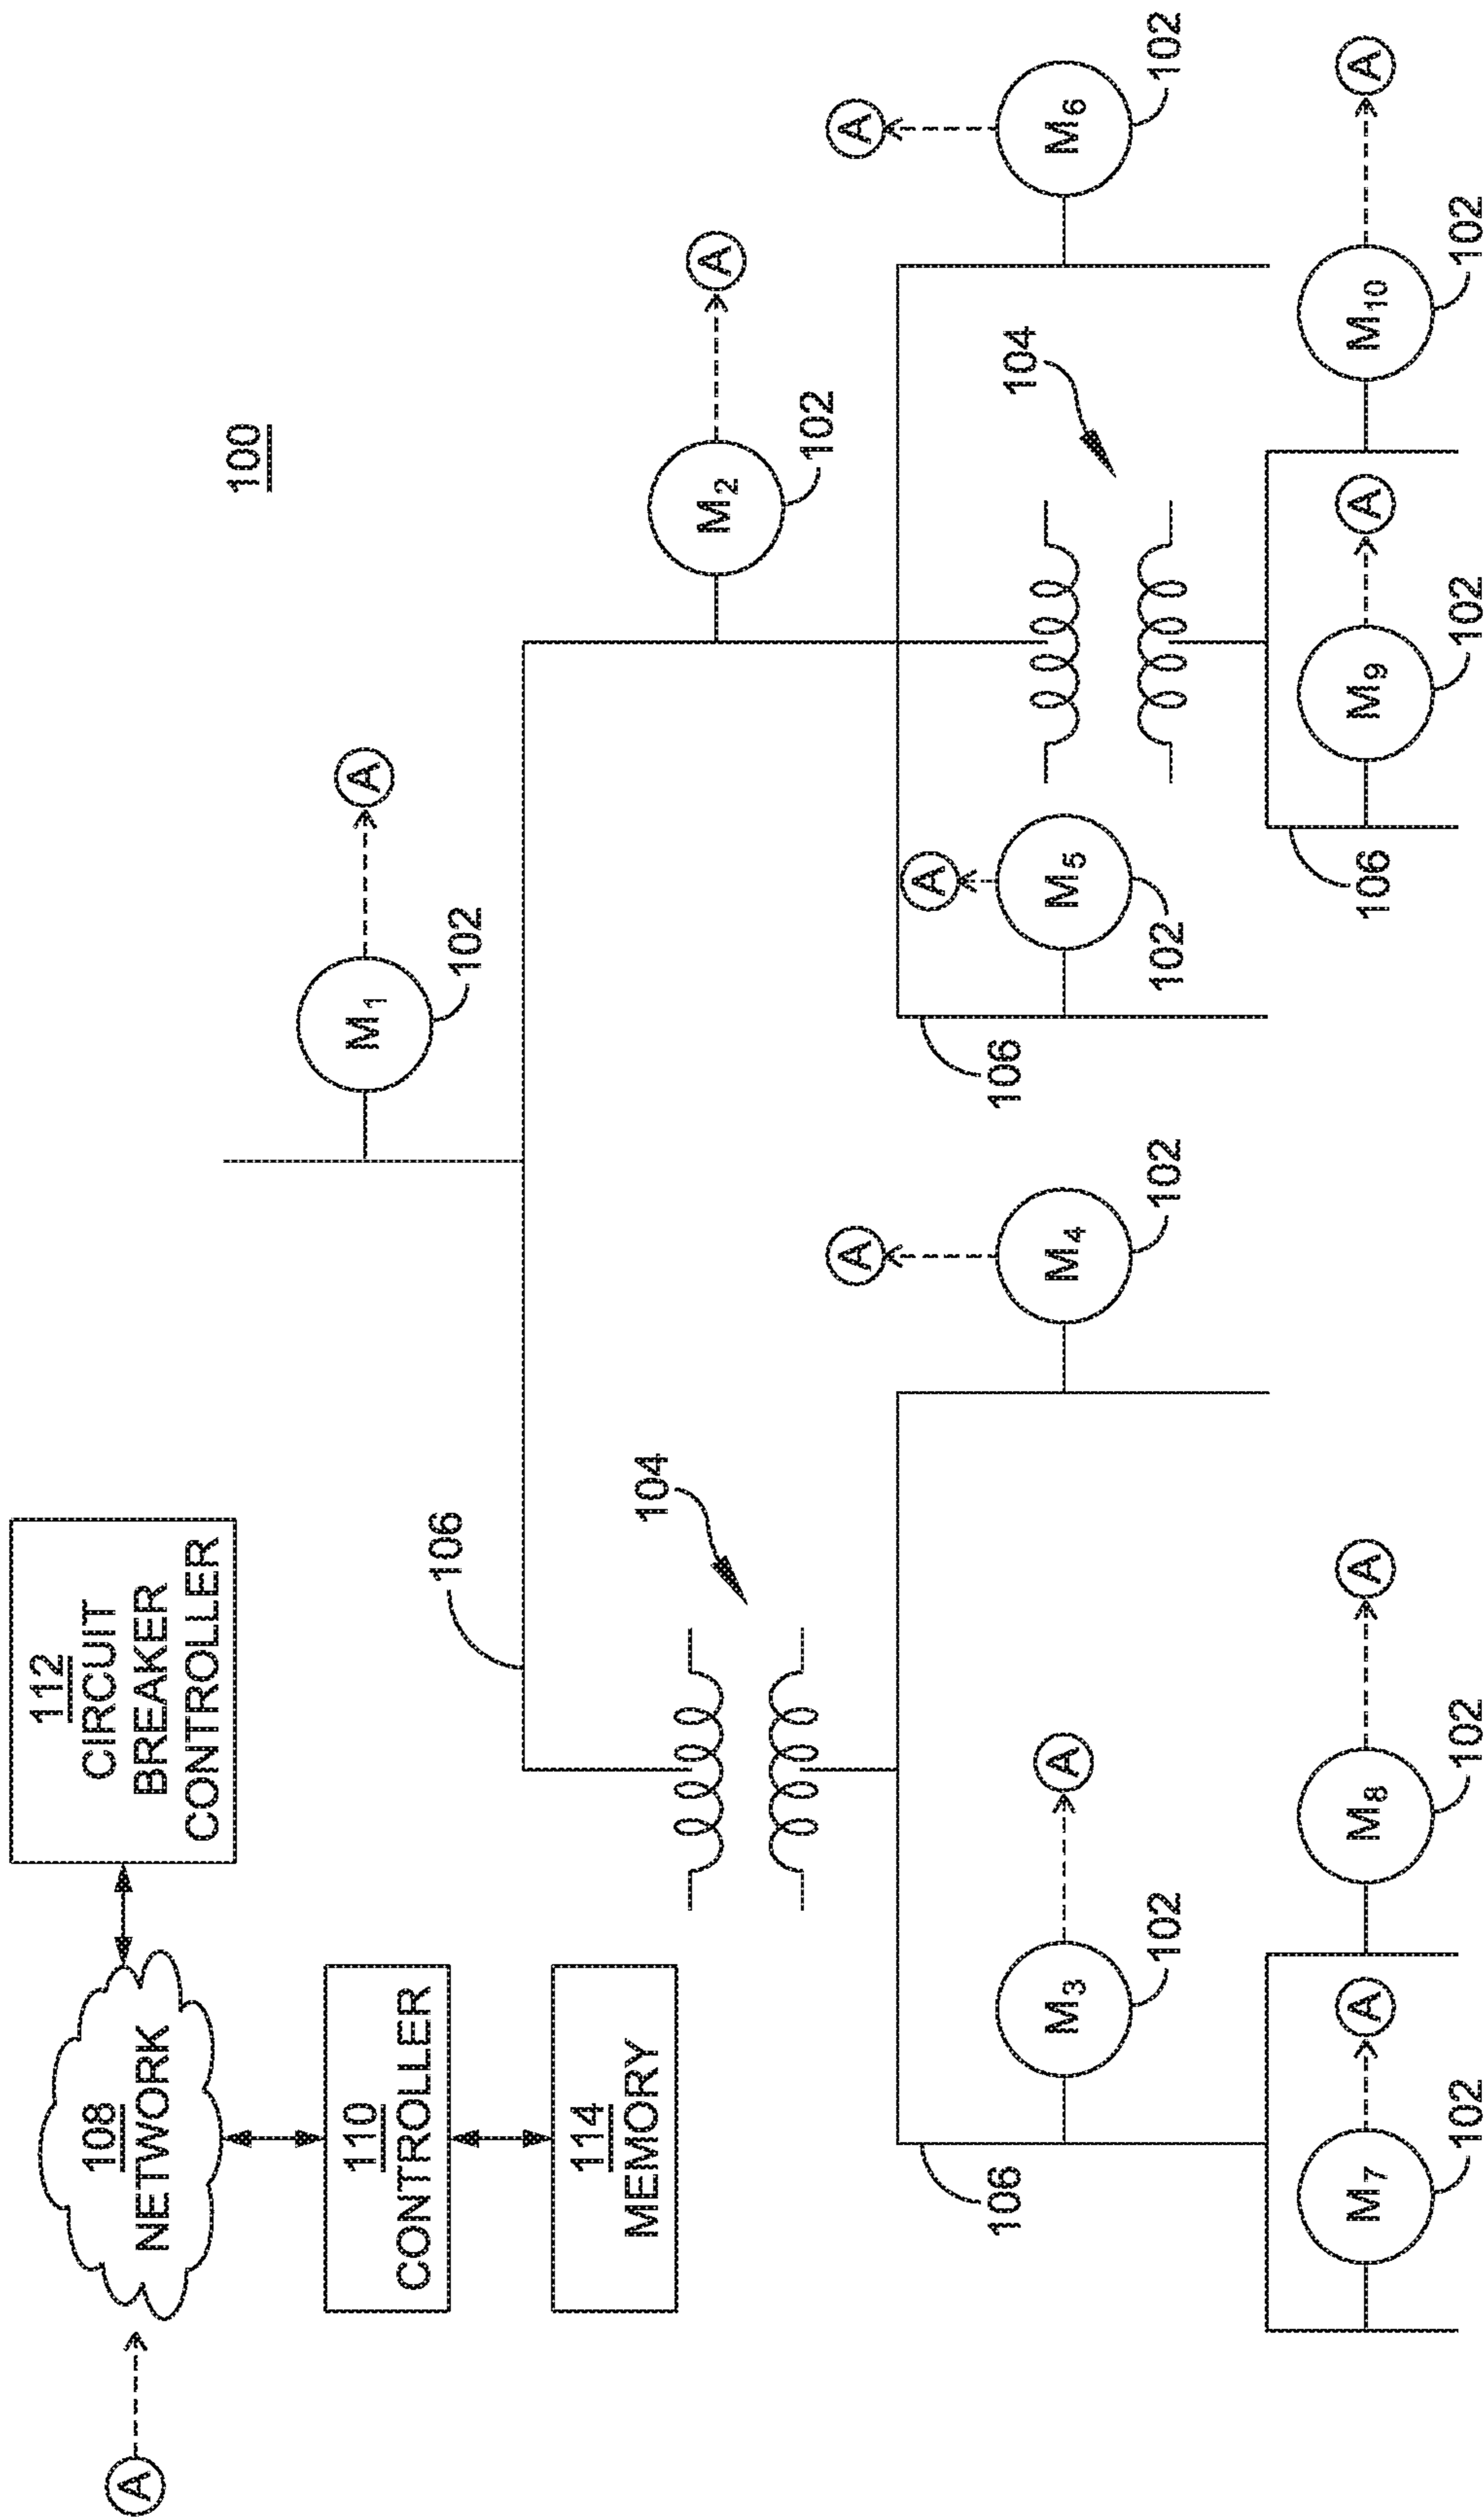 A
108
NETWORK
112
CIRCUIT
BREAKER
CONTROLLER
100
110
CONTROLLER
M1
A
102
106
114
MEMORY
104
M2
A
102
A
A
A
106
106
104
M3
A
M4
M5
M6
102
102
102
102
M7
A
M8
A
M9
A
M10
A
106
102
102
102
102